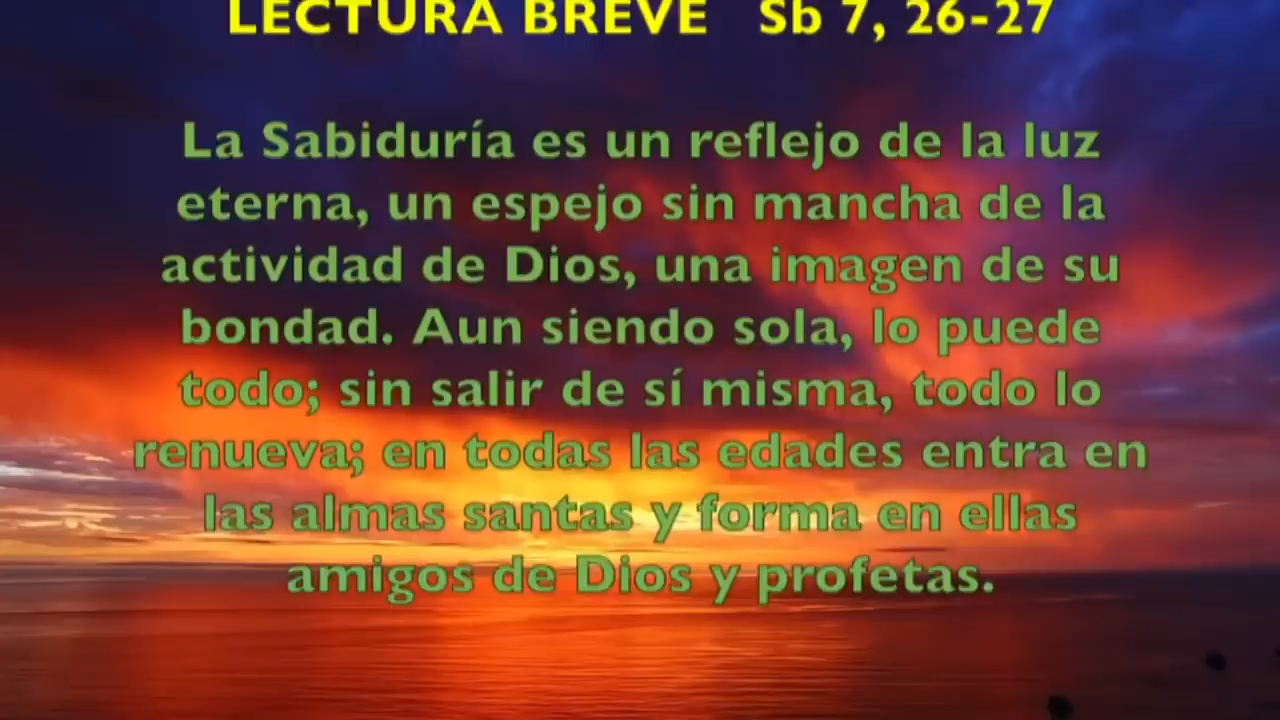 LECTURA BREVE   Sb 7, 26-27
La Sabiduría es un reflejo de la luz
eterna, un espejo sin mancha de la
actividad de Dios, una imagen de su
bondad. Aun siendo sola, lo puede
todo; sin salir de sí misma, todo lo
renueva; en todas las edades entra en
las almas santas y forma en ellas
amigos de Dios y profetas.